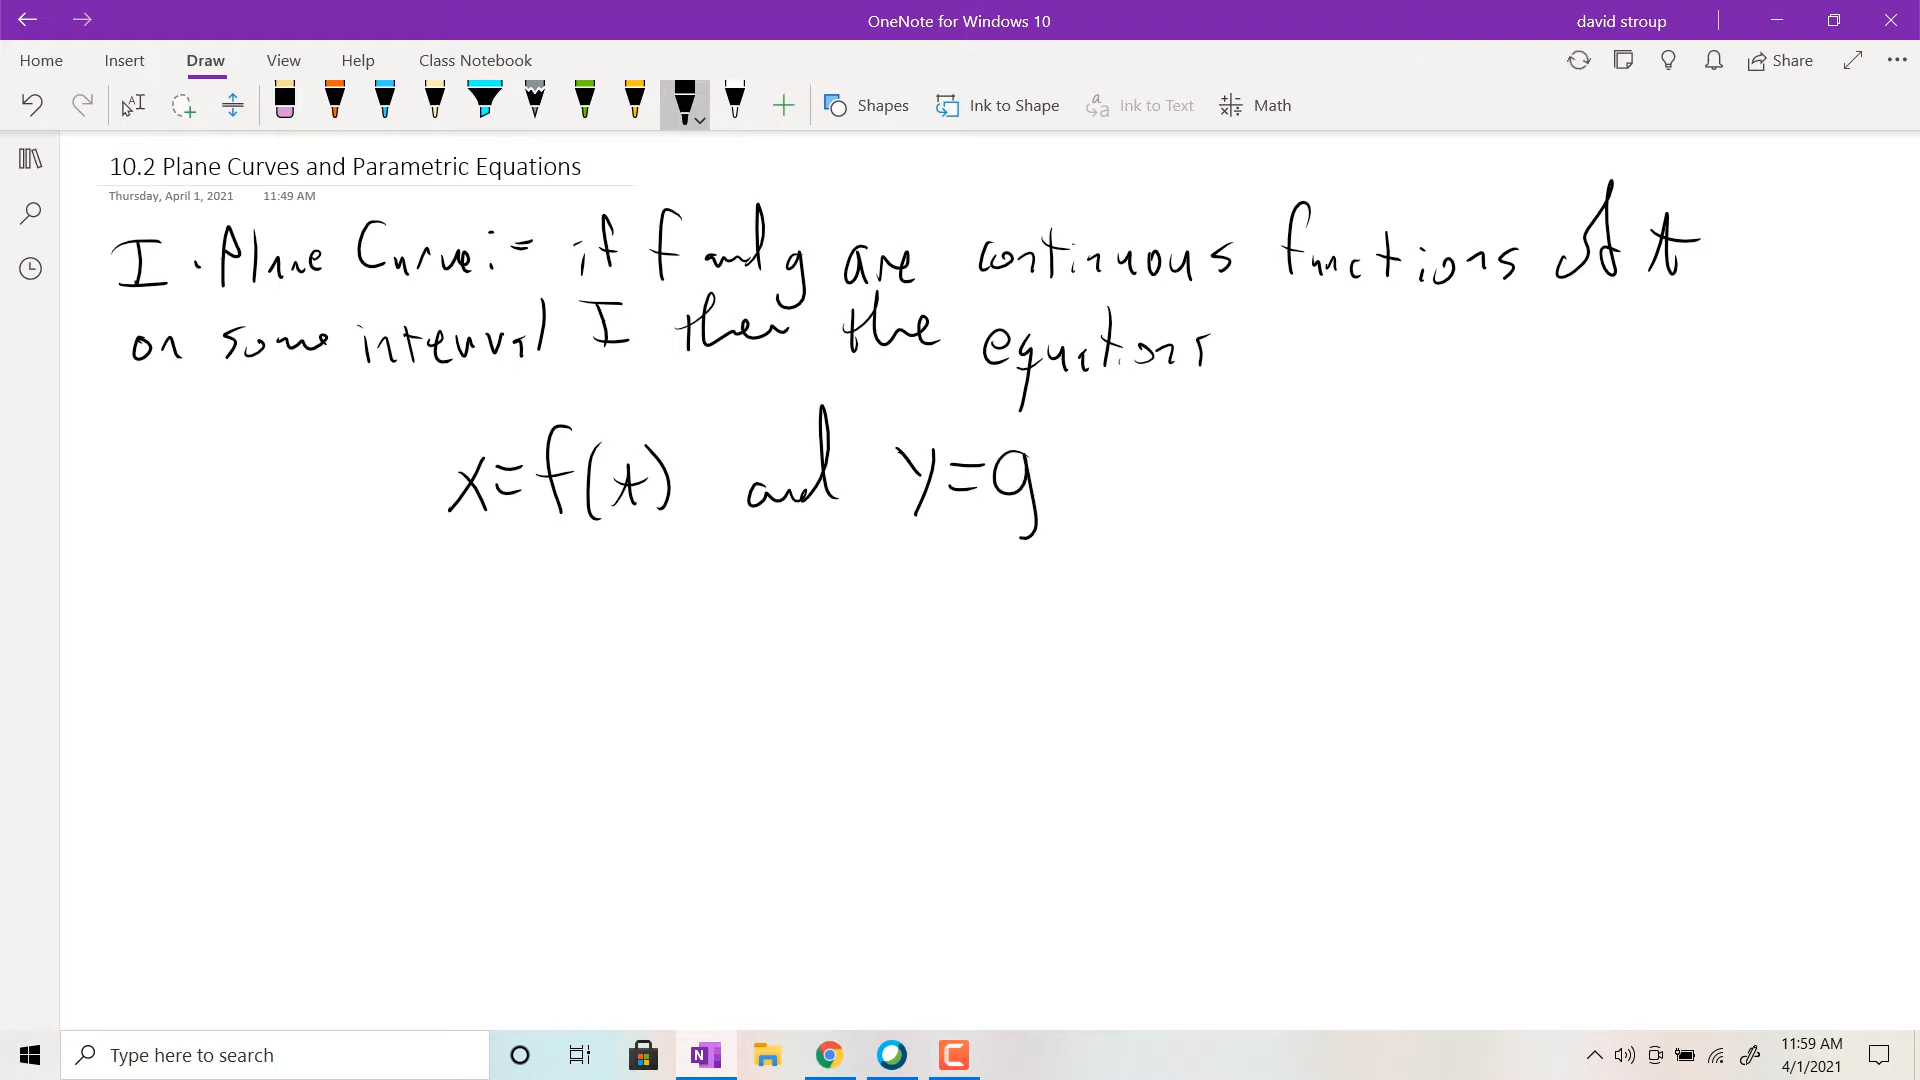 OneNote for Windows 10
david stroup
Home Insert Draw View Help Class Notebook
Share
Shapes Ink to Shape Ink to Text Math
10.2 Plane Curves and Parametric Equations
Thursday, April 1, 2021 11:49 AM
I. Plane Curve:- if f and g are continuous functions of t
on some interval I then the equations
x=f(t) and y=g
Type here to search
11:59 AM
4/1/2021